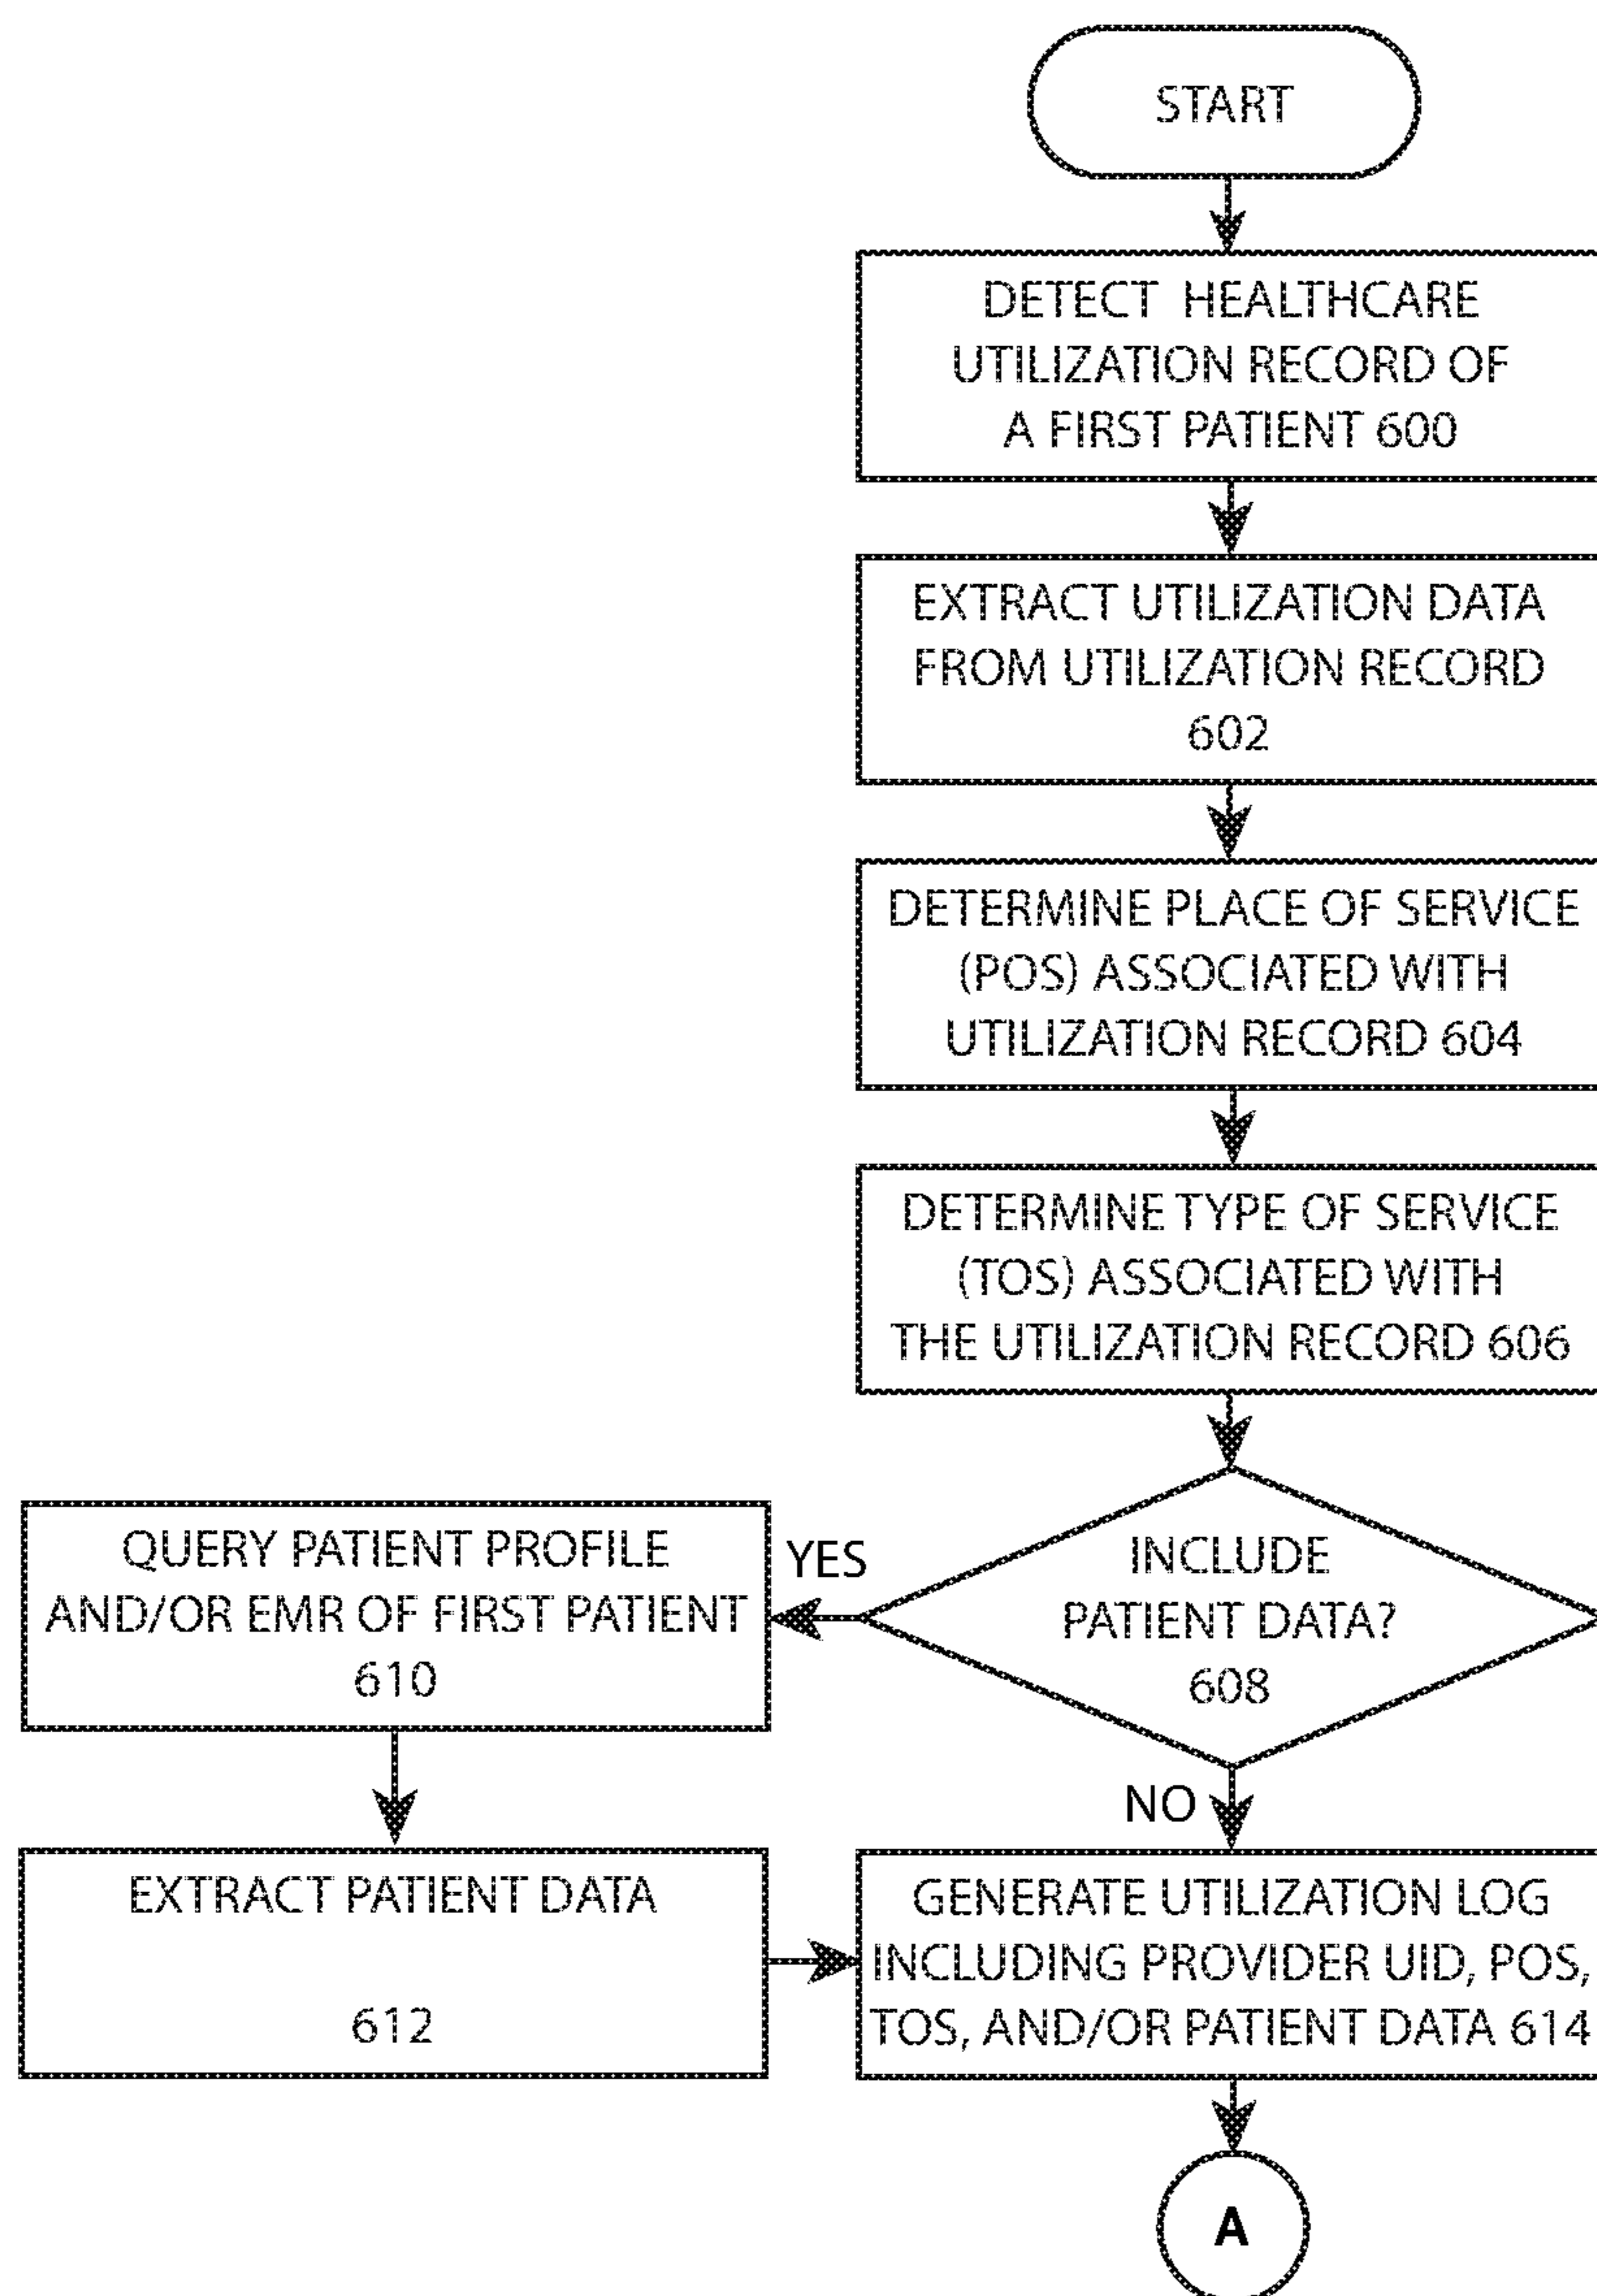 START
DETECT HEALTHCARE
UTILIZATION RECORD OF
A FIRST PATIENT 600
EXTRACT UTILIZATION DATA
FROM UTILIZATION RECORD
602
DETERMINE PLACE OF SERVICE
(POS) ASSOCIATED WITH
UTILIZATION RECORD 604
DETERMINE TYPE OF SERVICE
(TOS) ASSOCIATED WITH
THE UTILIZATION RECORD 606
INCLUDE
PATIENT DATA?
608
YES
QUERY PATIENT PROFILE
AND/OR EMR OF FIRST PATIENT
610
EXTRACT PATIENT DATA
612
NO
GENERATE UTILIZATION LOG
INCLUDING PROVIDER UID, POS,
TOS, AND/OR PATIENT DATA 614
A